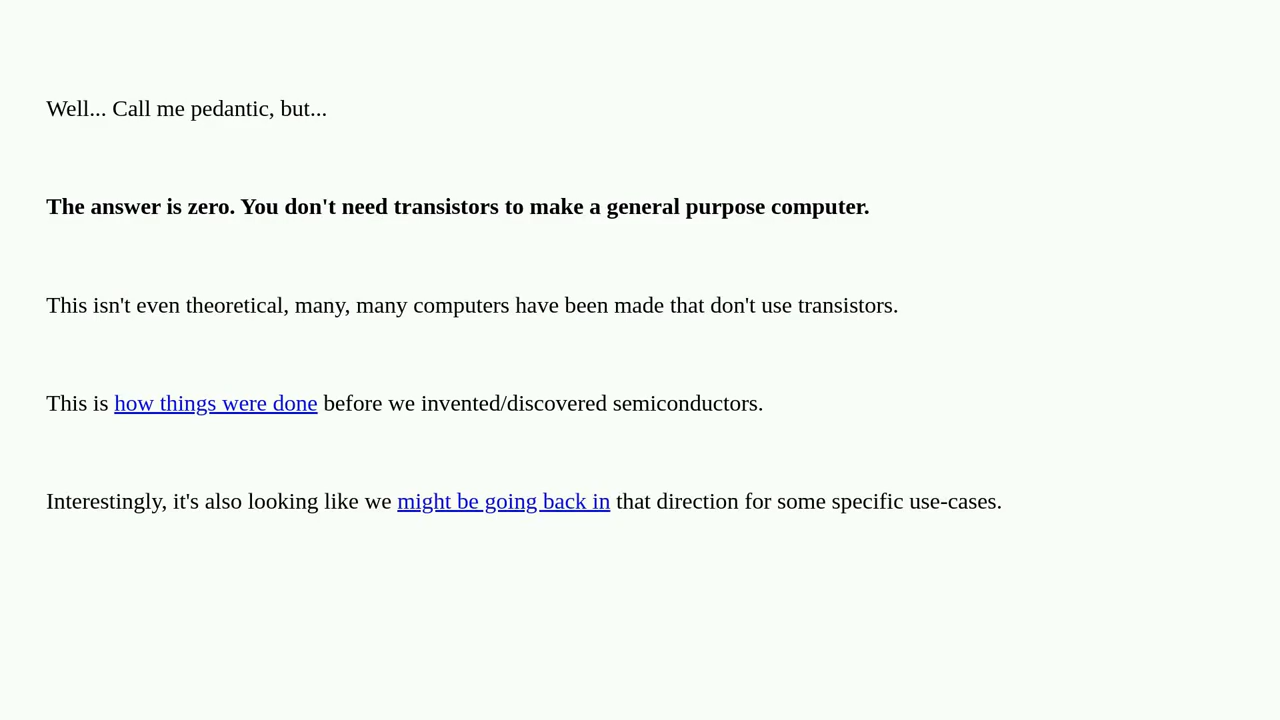 Well... Call me pedantic, but...
The answer is zero. You don't need transistors to make a general purpose computer.
This isn't even theoretical, many, many computers have been made that don't use transistors.
This is how things were done before we invented/discovered semiconductors.
Interestingly, it's also looking like we might be going back in that direction for some specific use-cases.